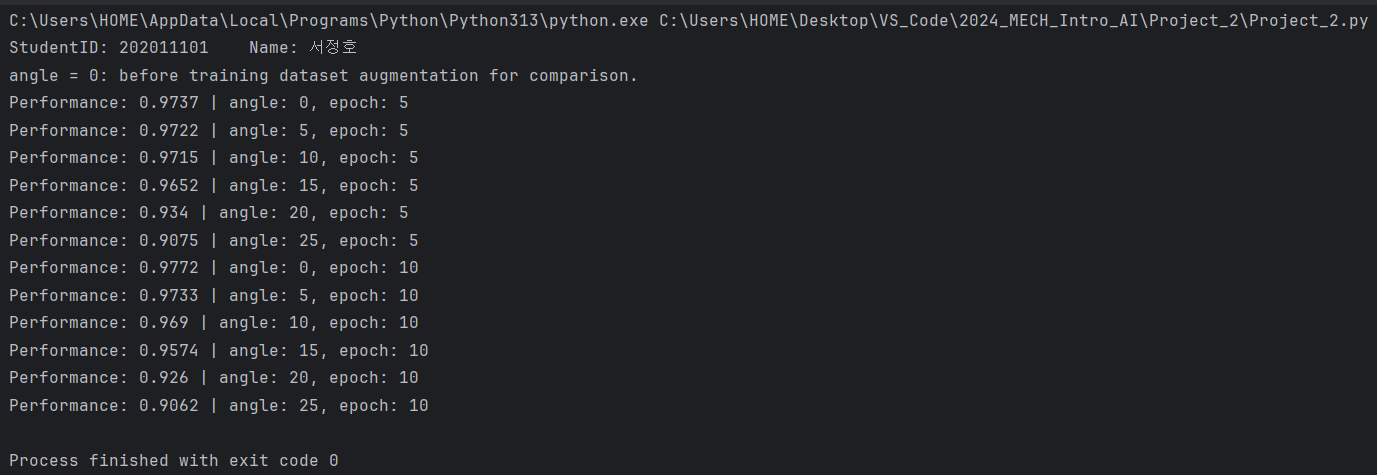 C:\Users\HOME\AppData\Local\Programs\Python\Python313\python.exe C:\Users\HOME\Desktop\VS_Code\2024_MECH_Intro_AI\Project_2\Project_2.py
StudentID: 202011101    Name: 서정호
angle = 0: before training dataset augmentation for comparison.
Performance: 0.9737 | angle: 0, epoch: 5
Performance: 0.9722 | angle: 5, epoch: 5
Performance: 0.9715 | angle: 10, epoch: 5
Performance: 0.9652 | angle: 15, epoch: 5
Performance: 0.934 | angle: 20, epoch: 5
Performance: 0.9075 | angle: 25, epoch: 5
Performance: 0.9772 | angle: 0, epoch: 10
Performance: 0.9733 | angle: 5, epoch: 10
Performance: 0.969 | angle: 10, epoch: 10
Performance: 0.9574 | angle: 15, epoch: 10
Performance: 0.926 | angle: 20, epoch: 10
Performance: 0.9062 | angle: 25, epoch: 10
Process finished with exit code 0